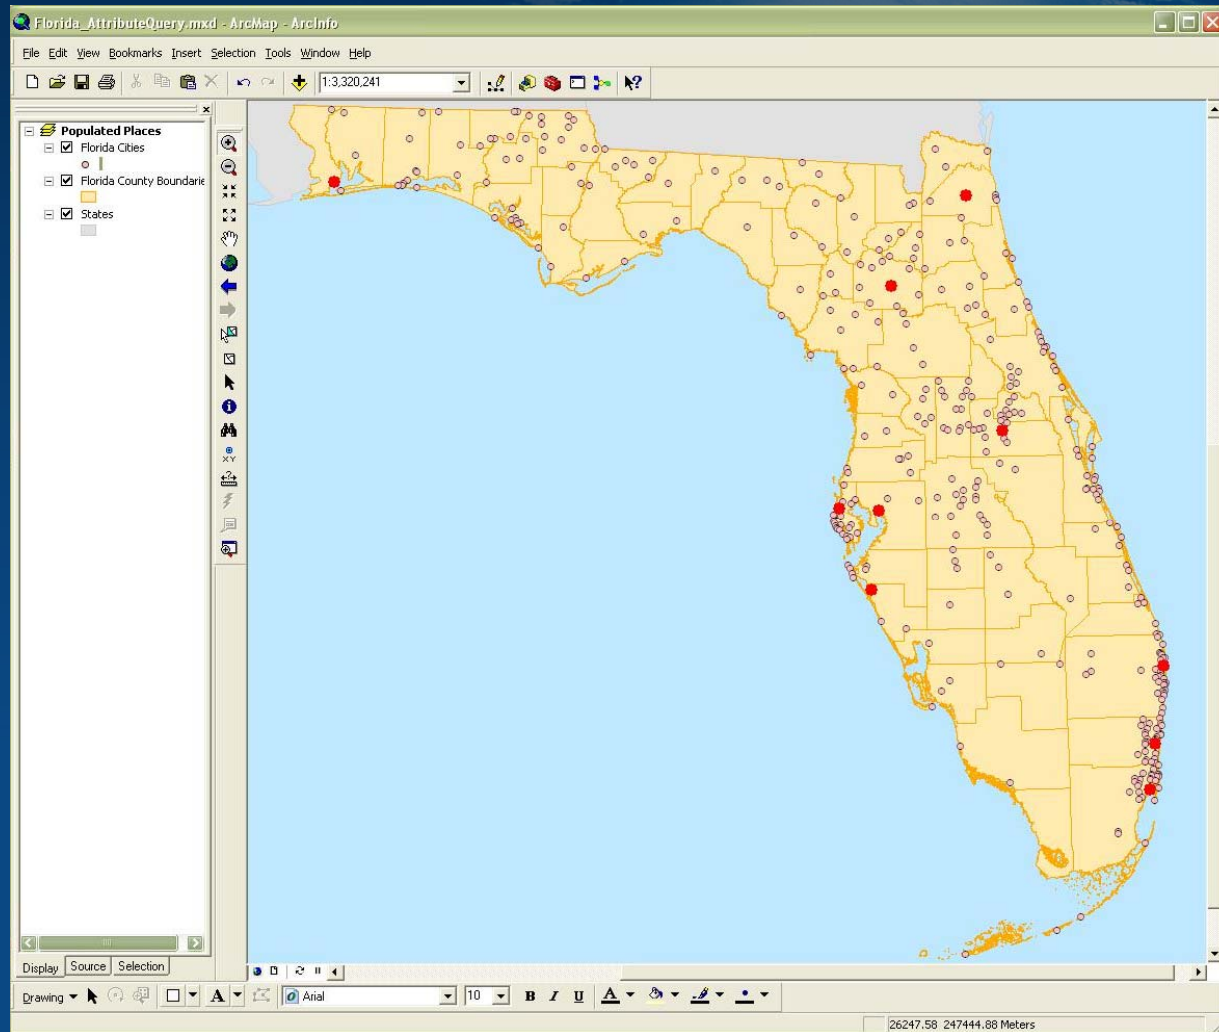 Florida_AttributeQuery.mxd - ArcMap - ArcInfo
File Edit View Bookmarks Insert Selection Tools Window Help
1:3,320,241
Populated Places
Florida Cities
Florida County Boundarie
States
XY
Display Source Selection
Drawing A Arial 10 B I U A
26247.58 247444.88 Meters